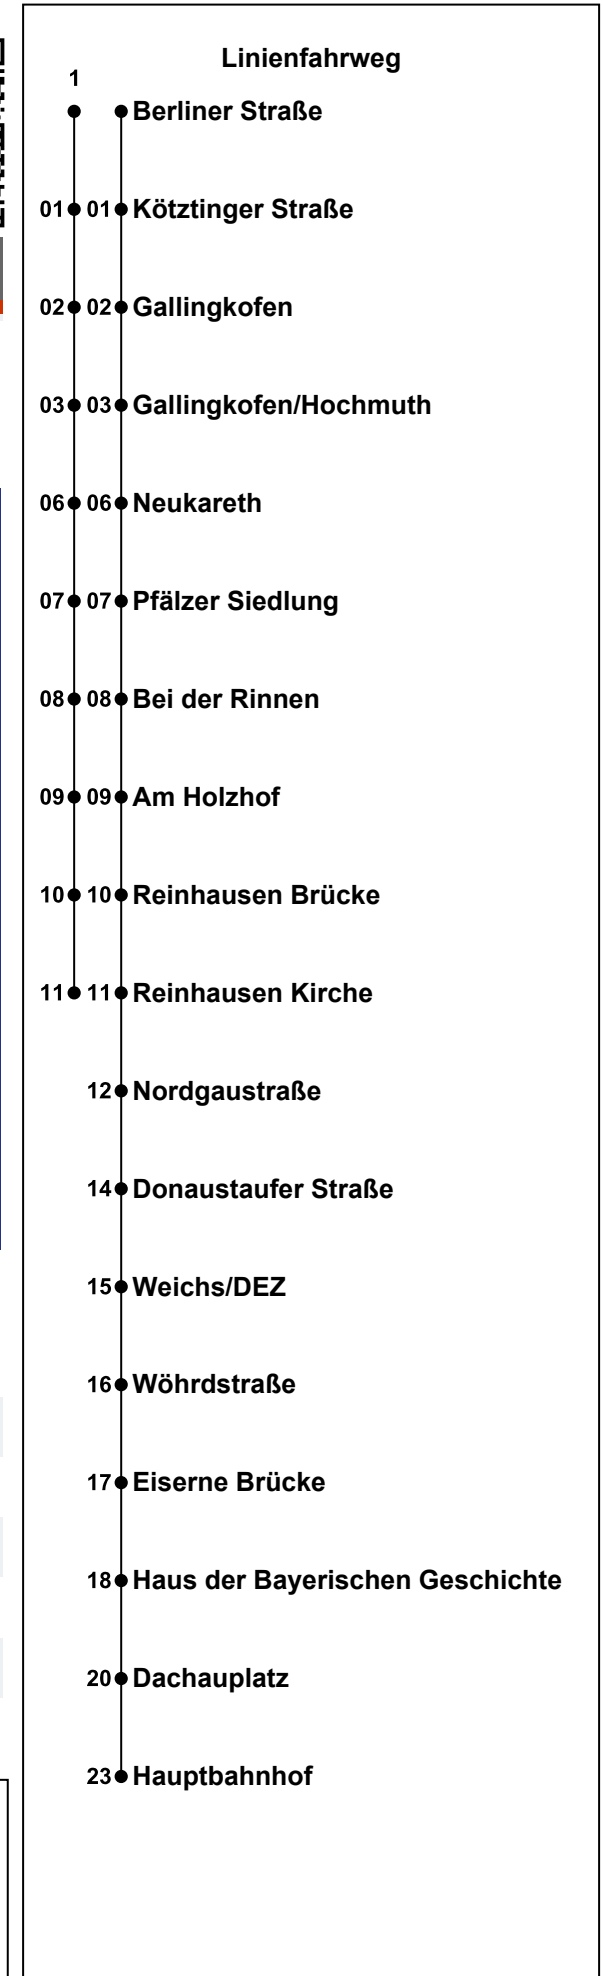 Linienfahrweg
1
Berliner Straße
01 01 Kötztinger Straße
02 02 Gallingkofen
03 03 Gallingkofen/Hochmuth
06 06 Neukareth
07 07 Pfälzer Siedlung
08 08 Bei der Rinnen
09 09 Am Holzhof
10 10 Reinhausen Brücke
11 11 Reinhausen Kirche
12 Nordgaustraße
14 Donaustaufer Straße
15 Weichs/DEZ
16 Wöhrdstraße
17 Eiserne Brücke
18 Haus der Bayerischen Geschichte
20 Dachauplatz
23 Hauptbahnhof